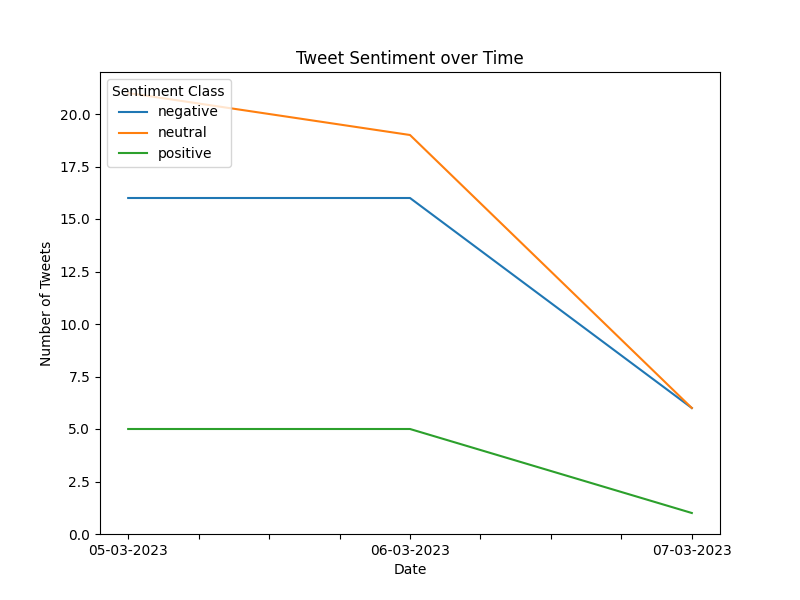 Tweet Sentiment over Time
Sentiment Class
negative
neutral
positive
20.0
17.5
15.0
12.5
10.0
7.5
5.0
2.5
0.0
Number of Tweets
05-03-2023 06-03-2023 07-03-2023
Date